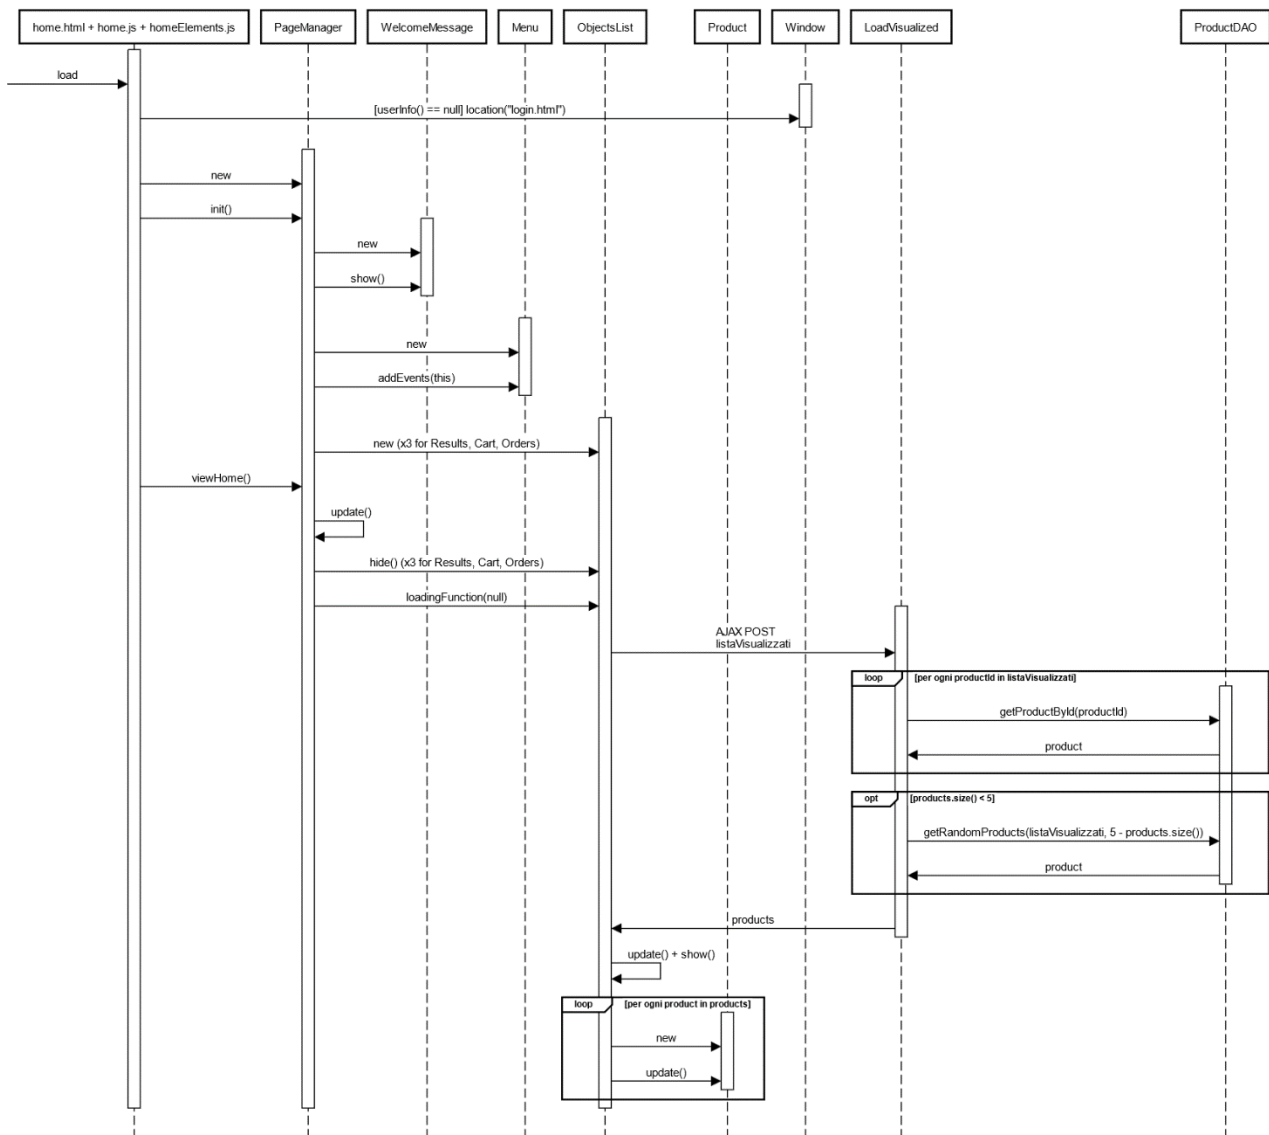 home.html + home.js + homeElements.js
PageManager
WelcomeMessage
Menu
ObjectsList
Product
Window
LoadVisualized
ProductDAO
load
[userInfo() == null] location("login.html")
new
init()
new
show()
new
addEvents(this)
new (x3 for Results, Cart, Orders)
viewHome()
update()
hide() (x3 for Results, Cart, Orders)
loadingFunction(null)
AJAX POST
listaVisualizzati
loop [per ogni productId in listaVisualizzati]
getProductById(productId)
product
opt [products.size() < 5]
getRandomProducts(listaVisualizzati, 5 - products.size())
product
products
update() + show()
loop [per ogni product in products]
new
update()